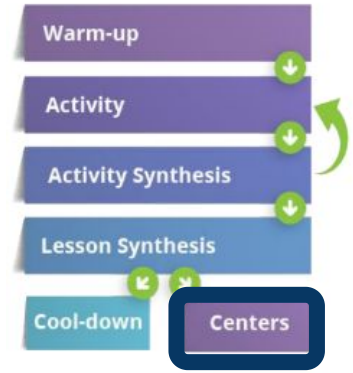 Warm-up
Activity
Activity Synthesis
Lesson Synthesis
Cool-down
Centers